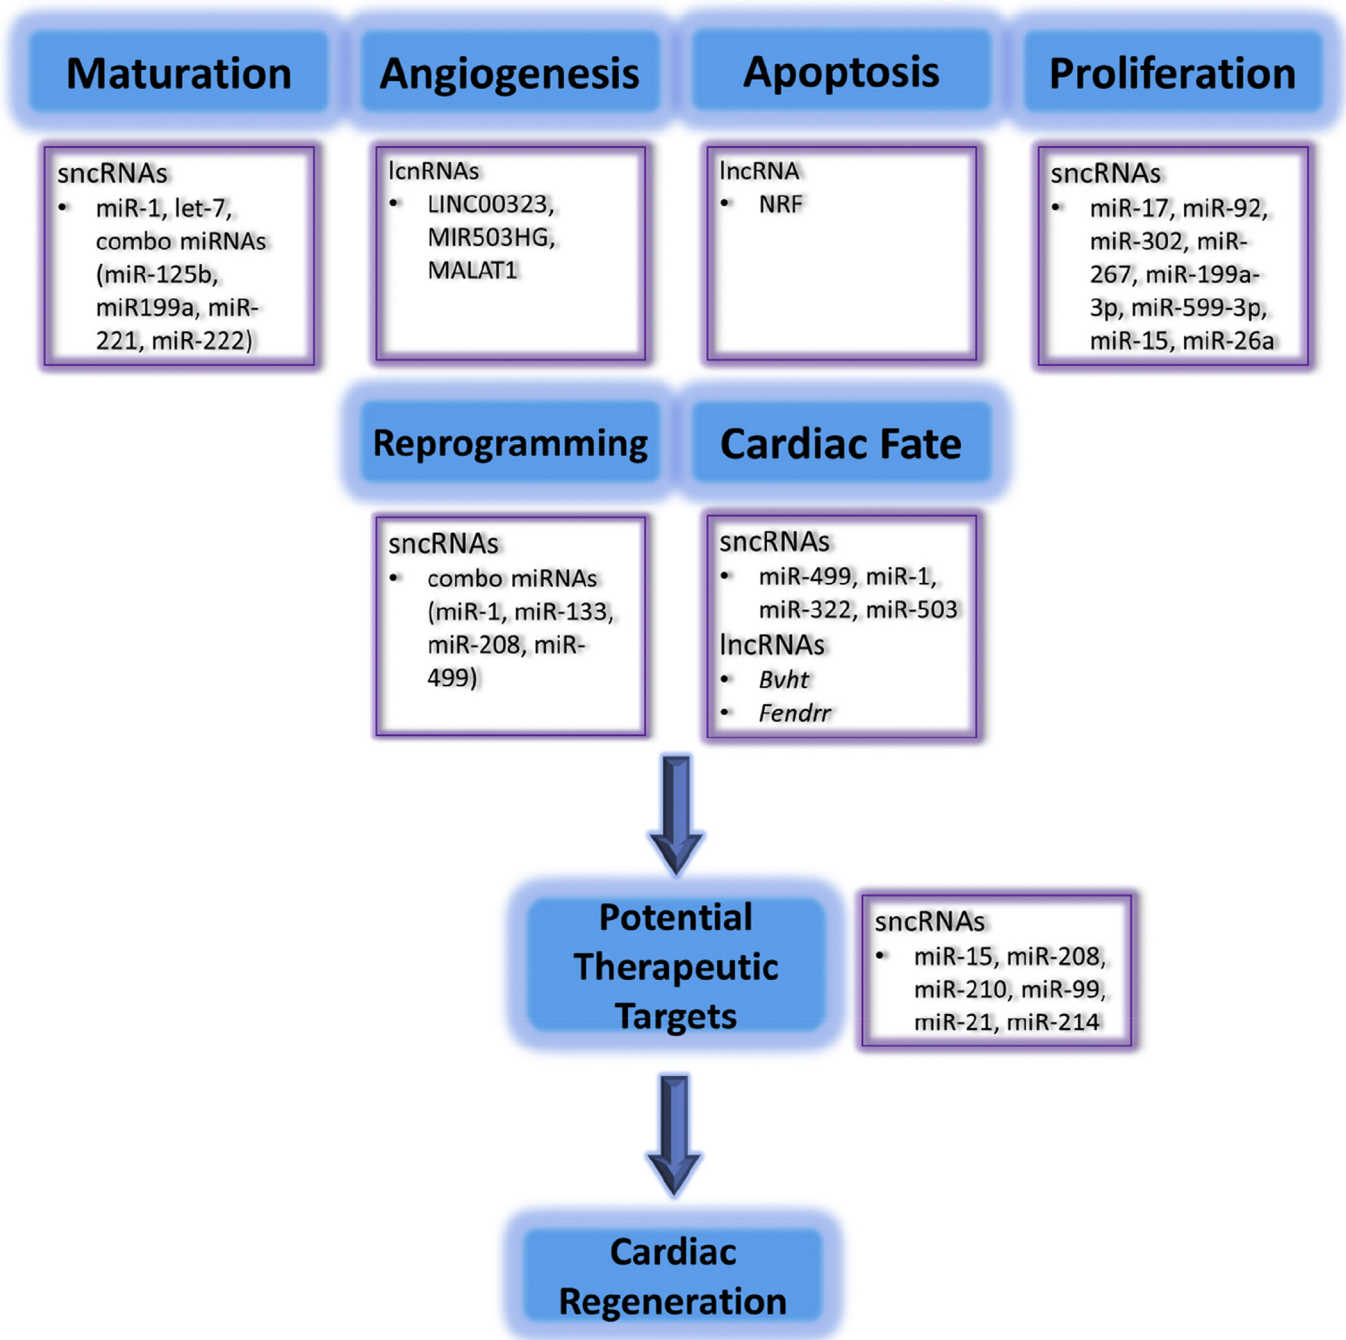 Maturation
sncRNAs
• miR-1, let-7,
combo miRNAs
(miR-125b,
miR199a, miR-
221, miR-222)
Angiogenesis
lcnRNAs
• LINC00323,
MIR503HG,
MALAT1
Apoptosis
lncRNA
• NRF
Proliferation
sncRNAs
• miR-17, miR-92,
miR-302, miR-
267, miR-199a-
3p, miR-599-3p,
miR-15, miR-26a
Reprogramming
sncRNAs
• combo miRNAs
(miR-1, miR-133,
miR-208, miR-
499)
Cardiac Fate
sncRNAs
• miR-499, miR-1,
miR-322, miR-503
lncRNAs
• Bvht
• Fendrr
Potential
Therapeutic
Targets
sncRNAs
• miR-15, miR-208,
miR-210, miR-99,
miR-21, miR-214
Cardiac
Regeneration